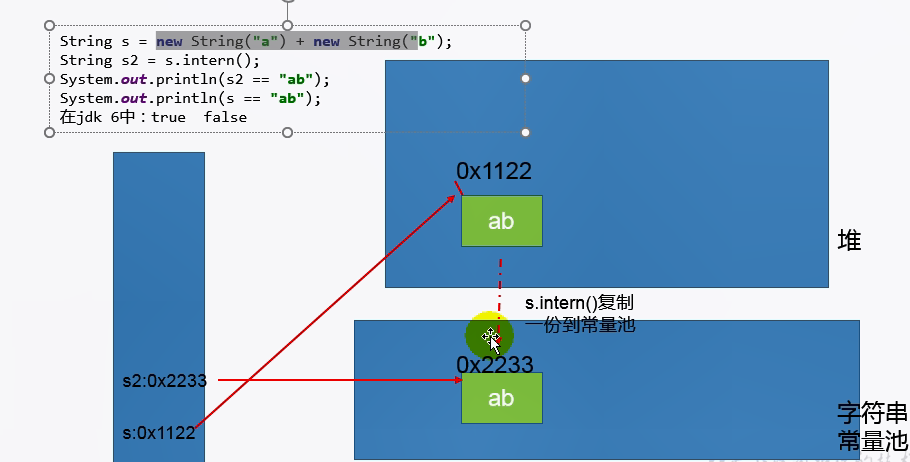 String s = new String("a") + new String("b");
String s2 = s.intern();
System.out.println(s2 == "ab");
System.out.println(s == "ab");
在jdk 6中：true  false
0x1122
ab
堆
s.intern()复制
一份到常量池
0x2233
s2:0x2233
ab
s:0x1122
字符串
常量池